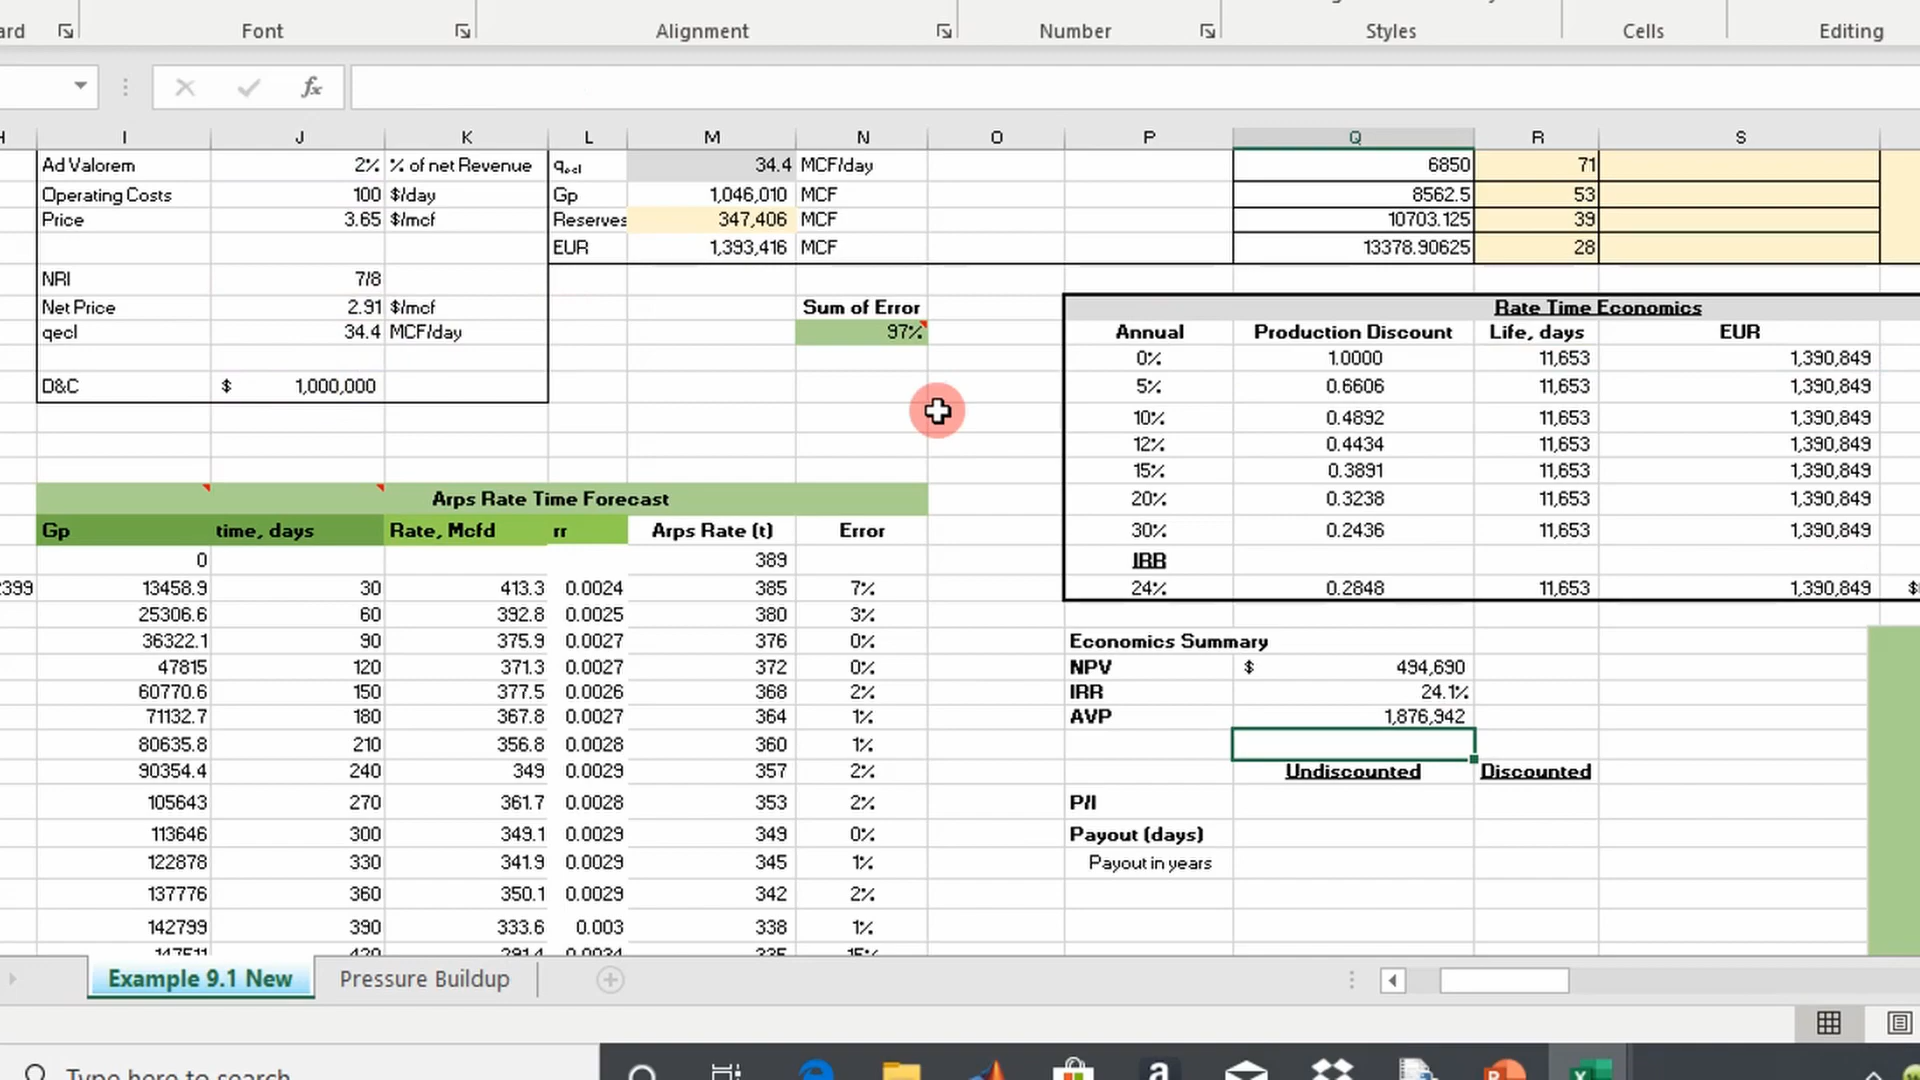 Font Alignment Number Styles Cells Editing
fx
I J K L M N O P Q R S
Ad Valorem 2% % of net Revenue qecl 34.4 MCF/day 6850 71
Operating Costs 100 $/day Gp 1,046,010 MCF 8562.5 53
Price 3.65 $/mcf Reserves 347,406 MCF 10703.125 39
EUR 1,393,416 MCF 13378.90625 28
NRI 7/8
Net Price 2.91 $/mcf Sum of Error Rate Time Economics
qecl 34.4 MCF/day 97% Annual Production Discount Life, days EUR
0% 1.0000 11,653 1,390,849
D&C $ 1,000,000 5% 0.6606 11,653 1,390,849
10% 0.4892 11,653 1,390,849
12% 0.4434 11,653 1,390,849
15% 0.3891 11,653 1,390,849
Arps Rate Time Forecast 20% 0.3238 11,653 1,390,849
Gp time, days Rate, Mcfd rr Arps Rate (t) Error 30% 0.2436 11,653 1,390,849
0 389 IRR
2399 13458.9 30 413.3 0.0024 385 7% 24% 0.2848 11,653 1,390,849 $
25306.6 60 392.8 0.0025 380 3%
36322.1 90 375.9 0.0027 376 0% Economics Summary
47815 120 371.3 0.0027 372 0% NPV $ 494,690
60770.6 150 377.5 0.0026 368 2% IRR 24.1%
71132.7 180 367.8 0.0027 364 1% AVP 1,876,942
80635.8 210 356.8 0.0028 360 1%
90354.4 240 349 0.0029 357 2% Undiscounted Discounted
105643 270 361.7 0.0028 353 2% P/I
113646 300 349.1 0.0029 349 0% Payout (days)
122878 330 341.9 0.0029 345 1% Payout in years
137776 360 350.1 0.0029 342 2%
142799 390 333.6 0.003 338 1%
147511 420 291.4 0.0034 335 15%
Example 9.1 New Pressure Buildup
Type here to search